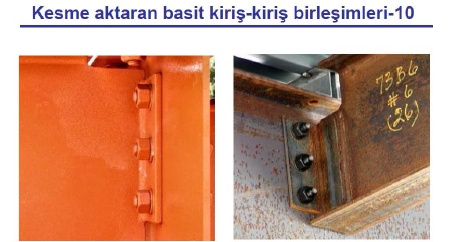 Kesme aktaran basit kiriş-kiriş birleşimleri-10
73B6
#6
(26)